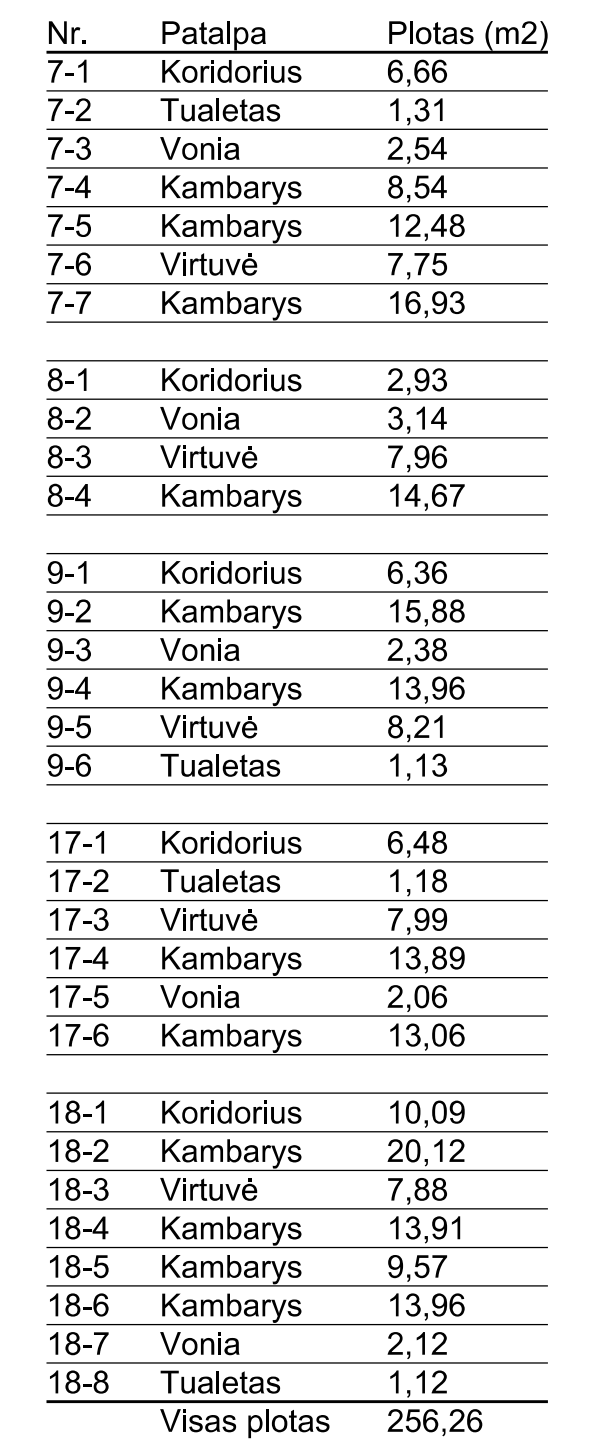 Nr. Patalpa Plotas (m2)
7-1 Koridorius 6,66
7-2 Tualetas 1,31
7-3 Vonia 2,54
7-4 Kambarys 8,54
7-5 Kambarys 12,48
7-6 Virtuvė 7,75
7-7 Kambarys 16,93
8-1 Koridorius 2,93
8-2 Vonia 3,14
8-3 Virtuvė 7,96
8-4 Kambarys 14,67
9-1 Koridorius 6,36
9-2 Kambarys 15,88
9-3 Vonia 2,38
9-4 Kambarys 13,96
9-5 Virtuvė 8,21
9-6 Tualetas 1,13
17-1 Koridorius 6,48
17-2 Tualetas 1,18
17-3 Virtuvė 7,99
17-4 Kambarys 13,89
17-5 Vonia 2,06
17-6 Kambarys 13,06
18-1 Koridorius 10,09
18-2 Kambarys 20,12
18-3 Virtuvė 7,88
18-4 Kambarys 13,91
18-5 Kambarys 9,57
18-6 Kambarys 13,96
18-7 Vonia 2,12
18-8 Tualetas 1,12
Visas plotas 256,26